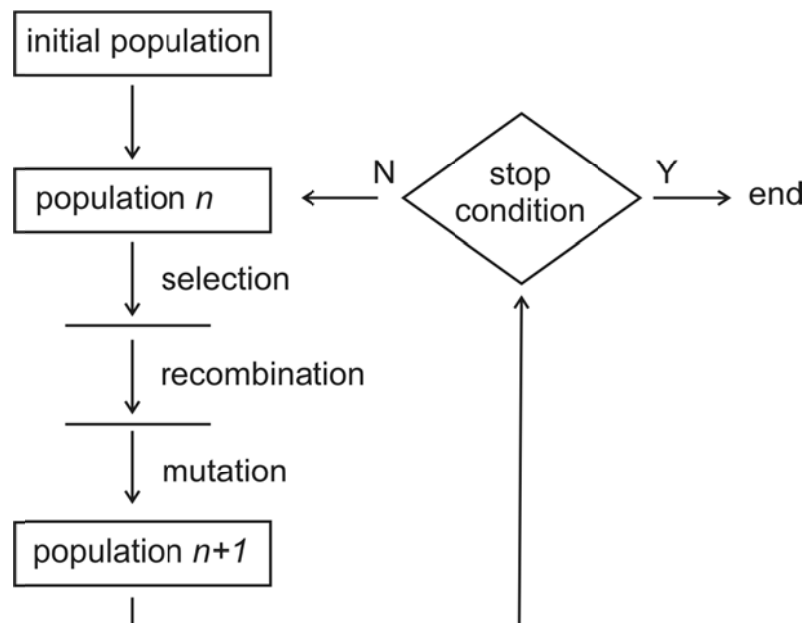 initial population
population n
N
stop
condition
Y
end
selection
recombination
mutation
population n+1